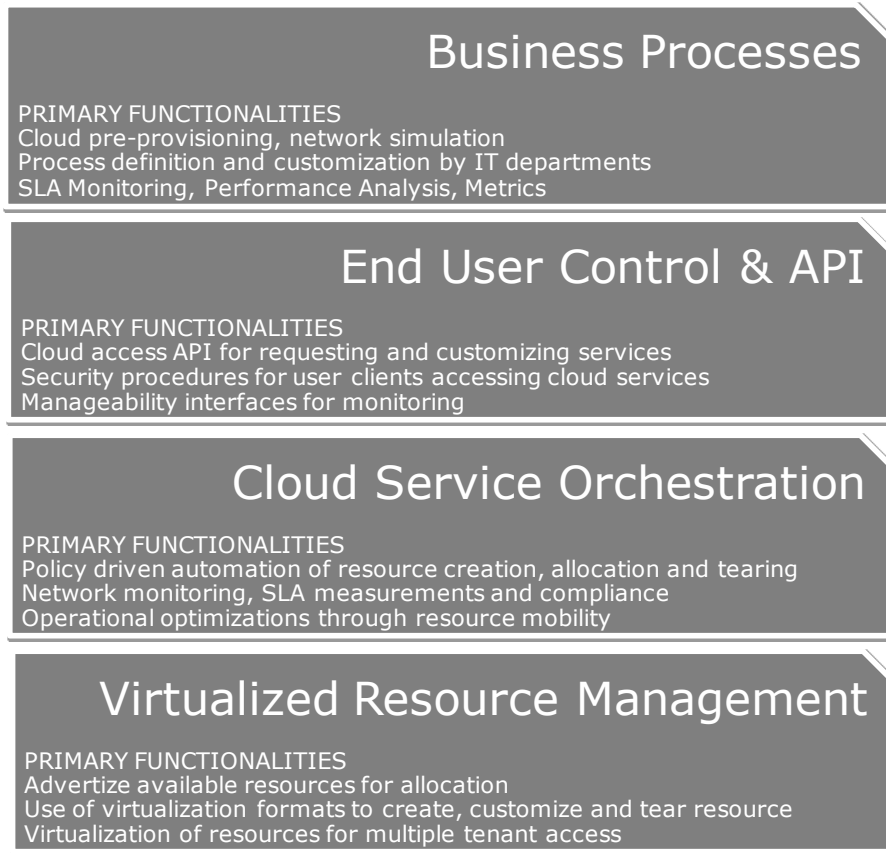 Business Processes
PRIMARY FUNCTIONALITIES
Cloud pre-provisioning, network simulation
Process definition and customization by IT departments
SLA Monitoring, Performance Analysis, Metrics
End User Control & API
PRIMARY FUNCTIONALITIES
Cloud access API for requesting and customizing services
Security procedures for user clients accessing cloud services
Manageability interfaces for monitoring
Cloud Service Orchestration
PRIMARY FUNCTIONALITIES
Policy driven automation of resource creation, allocation and tearing
Network monitoring, SLA measurements and compliance
Operational optimizations through resource mobility
Virtualized Resource Management
PRIMARY FUNCTIONALITIES
Advertize available resources for allocation
Use of virtualization formats to create, customize and tear resource
Virtualization of resources for multiple tenant access